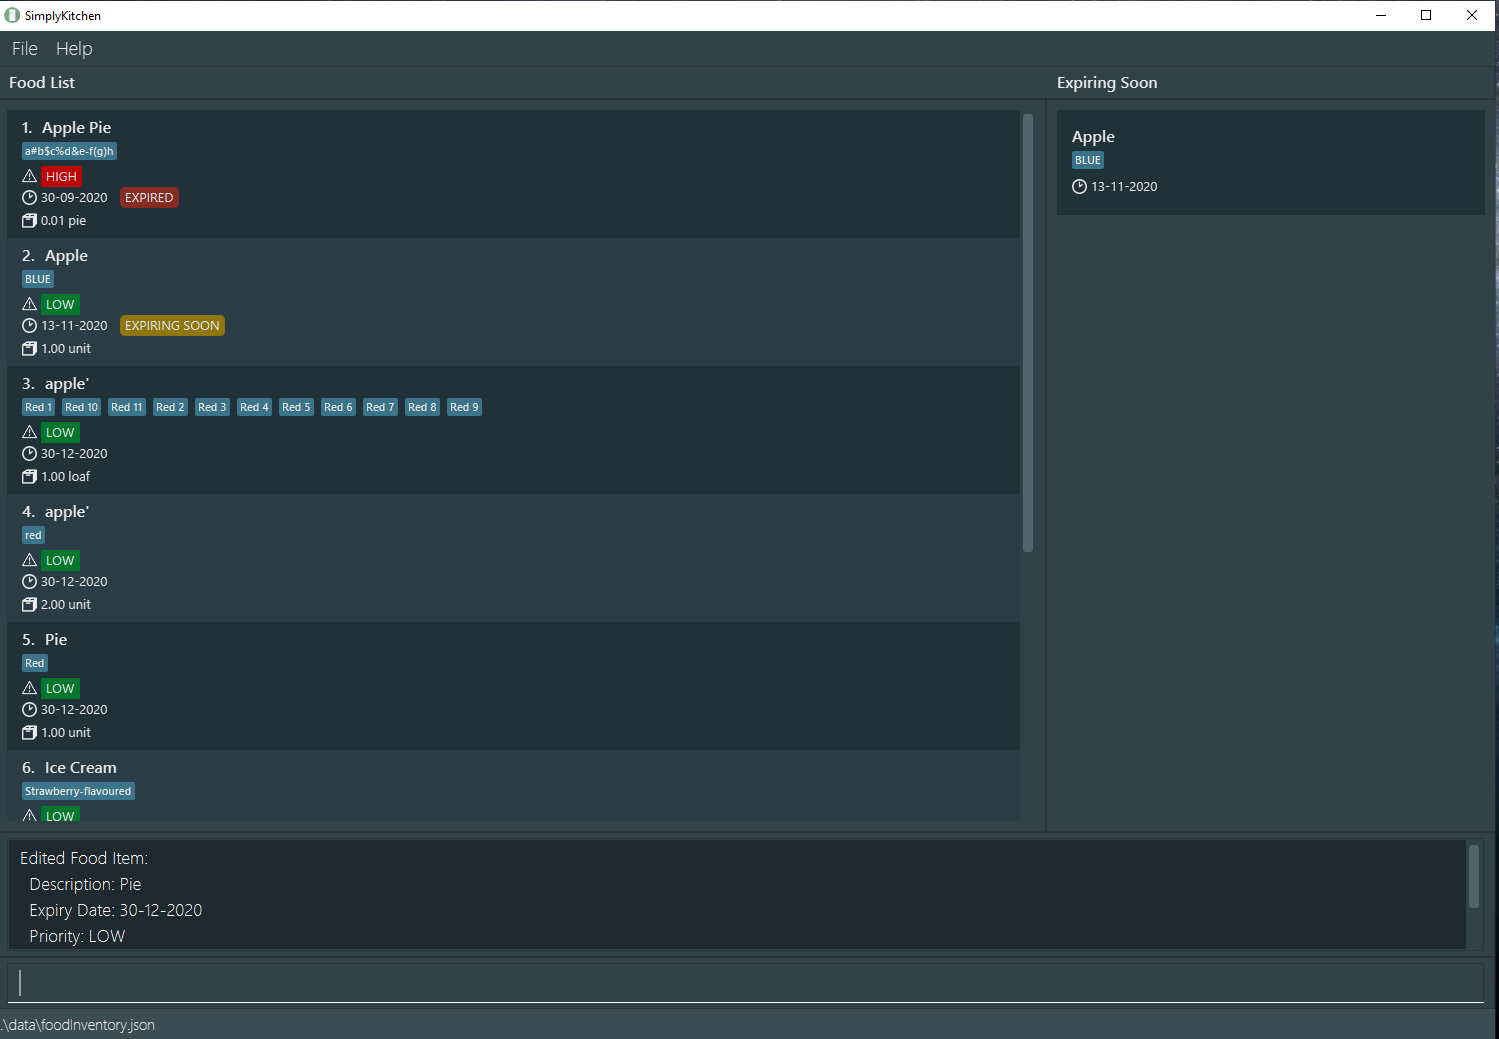 SimplyKitchen
File Help
Food List
1. Apple Pie
a#b$c%d&e-f(g)h
HIGH
30-09-2020 EXPIRED
0.01 pie
2. Apple
BLUE
LOW
13-11-2020 EXPIRING SOON
1.00 unit
3. apple'
Red 1 Red 10 Red 11 Red 2 Red 3 Red 4 Red 5 Red 6 Red 7 Red 8 Red 9
LOW
30-12-2020
1.00 loaf
4. apple'
red
LOW
30-12-2020
2.00 unit
5. Pie
Red
LOW
30-12-2020
1.00 unit
6. Ice Cream
Strawberry-flavoured
LOW
Expiring Soon
Apple
BLUE
13-11-2020
Edited Food Item:
Description: Pie
Expiry Date: 30-12-2020
Priority: LOW
.\data\foodInventory.json